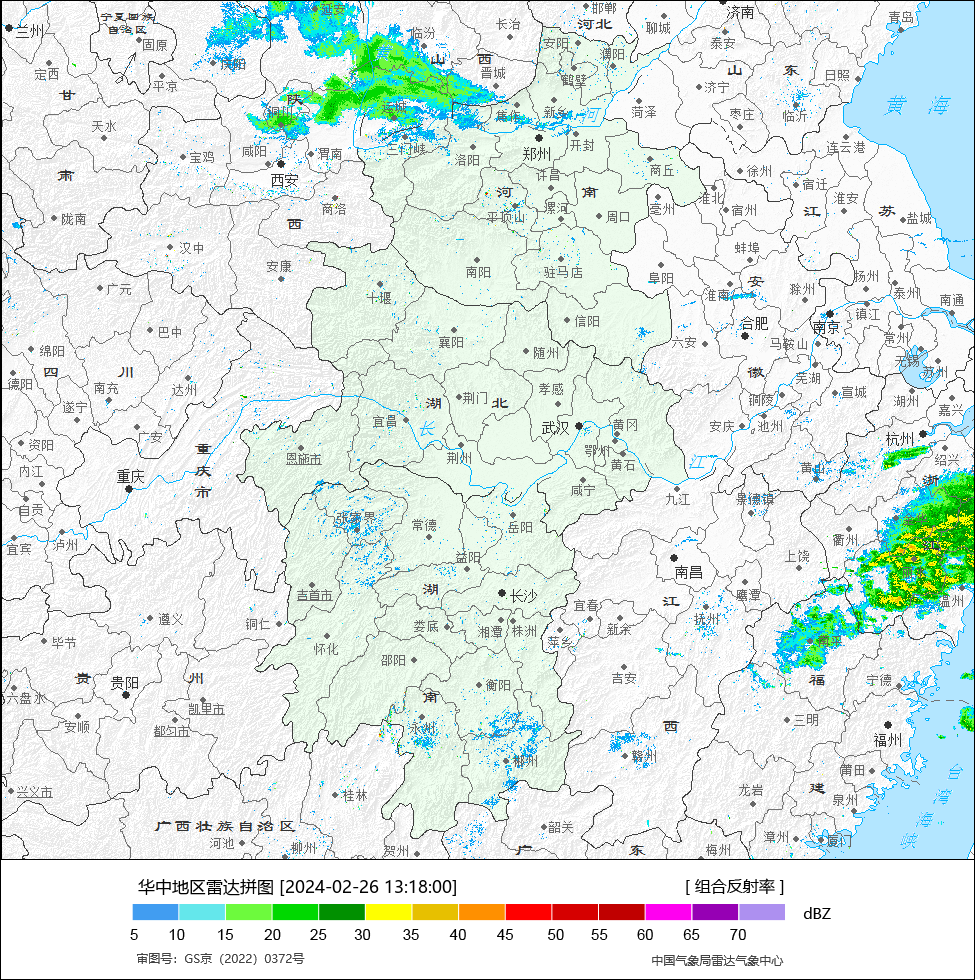 宁夏回族
自治区
兰州
固原
延安
临汾
长治
邯郸
河北
聊城
济南
青岛
定西
平凉
庆阳
山 西
晋城
安阳
濮阳
鹤壁
泰安
山 东
日照
甘
陕
铜川
运城
焦作
新乡
河
菏泽
济宁
枣庄
临沂
黄 海
天水
宝鸡
咸阳
渭南
三门峡
洛阳
郑州
开封
商丘
徐州
连云港
肃
西安
许昌
宿迁
淮安
陇南
西
商洛
河 南
平顶山
漯河
周口
亳州
淮北
宿州
江 苏
盐城
汉中
安康
南阳
驻马店
阜阳
蚌埠
广元
十堰
淮南
安
滁州
扬州
泰州
南通
巴中
襄阳
信阳
合肥
南京
镇江
绵阳
随州
六安
马鞍山
常州
无锡
苏州
德阳
四 川
南充
达州
湖 北
荆门
孝感
徽
芜湖
宣城
湖州
遂宁
宜昌
长
武汉
黄冈
铜陵
嘉兴
资阳
广安
重
庆
市
恩施市
荆州
鄂州
黄石
安庆
池州
杭州
绍兴
内江
重庆
江
黄山
浙
自贡
咸宁
九江
景德镇
宜宾
泸州
张家界
常德
岳阳
衢州
益阳
南昌
上饶
吉首市
湖
长沙
鹰潭
温州
遵义
铜仁
娄底
湘潭
株洲
宜春
新余
江
抚州
毕节
怀化
邵阳
萍乡
贵 州
贵阳
六盘水
凯里市
南
衡阳
吉安
福
宁德
安顺
都匀市
永州
郴州
西
赣州
三明
福州
兴义市
桂林
龙岩
建
莆田
泉州
台
湾
海
峡
广西壮族自治区
河池
柳州
贺州
韶关
广 东
梅州
漳州
厦门
华中地区雷达拼图 [2024-02-26 13:18:00]
[ 组合反射率 ]
dBZ
5 10 15 20 25 30 35 40 45 50 55 60 65 70
审图号：GS京（2022）0372号
中国气象局雷达气象中心